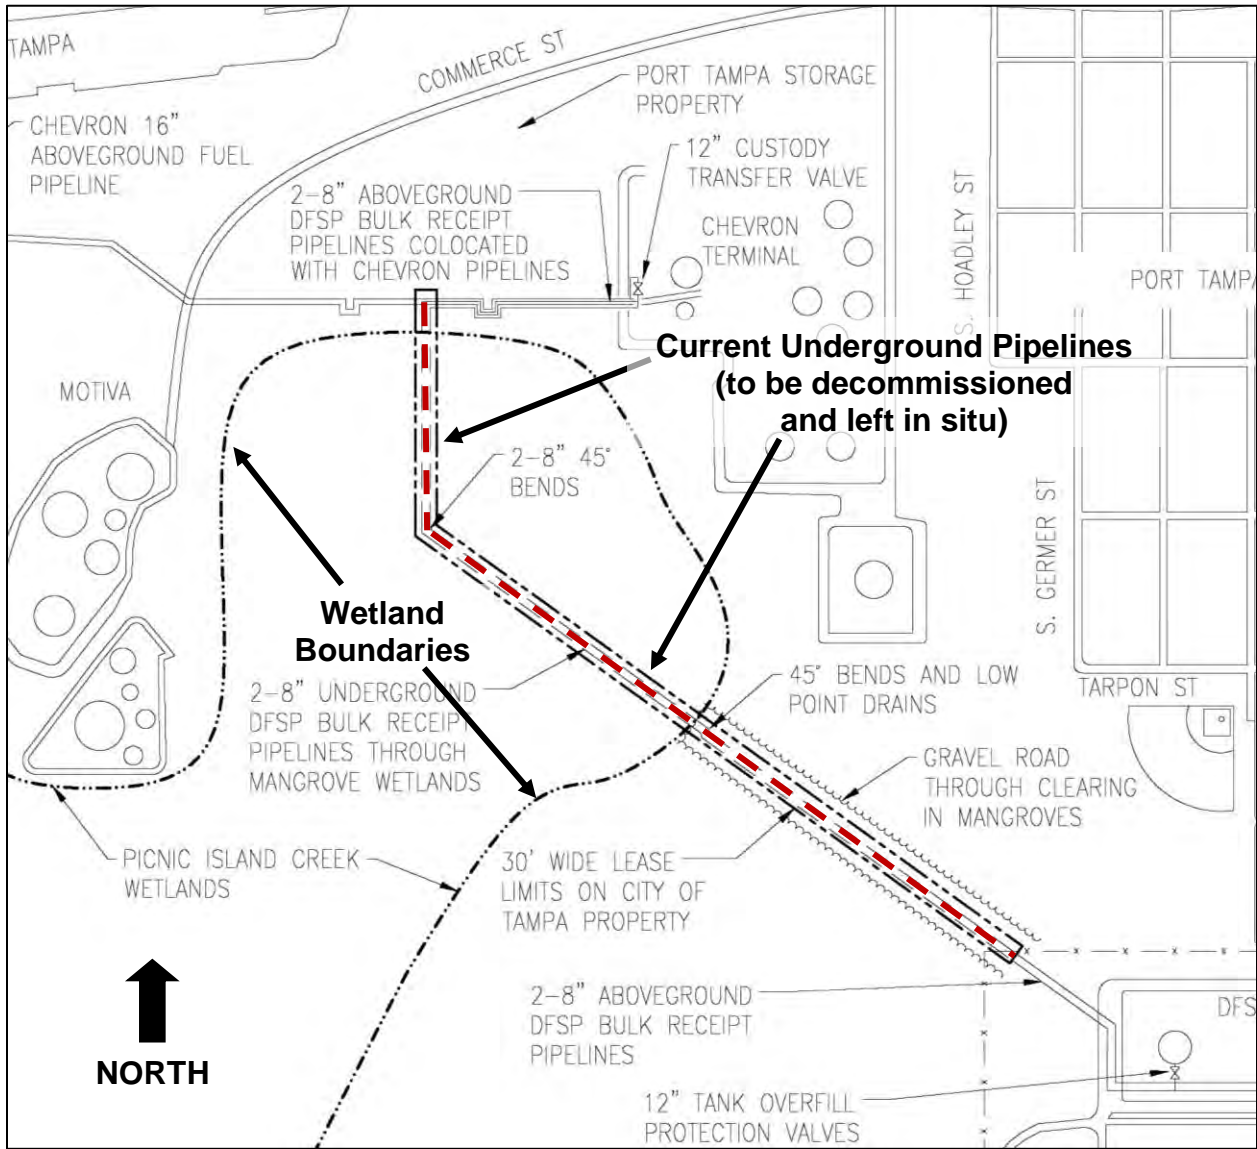 TAMPA
COMMERCE ST
PORT TAMPA STORAGE
PROPERTY
CHEVRON 16"
ABOVEGROUND FUEL
PIPELINE
12" CUSTODY
TRANSFER VALVE
2-8" ABOVEGROUND
DFSP BULK RECEIPT
PIPELINES COLOCATED
WITH CHEVRON PIPELINES
CHEVRON
TERMINAL
S. HOADLEY ST
PORT TAMPA
Current Underground Pipelines
(to be decommissioned
and left in situ)
MOTIVA
2-8" 45°
BENDS
S. GERMER ST
Wetland
Boundaries
2-8" UNDERGROUND
DFSP BULK RECEIPT
PIPELINES THROUGH
MANGROVE WETLANDS
45° BENDS AND LOW
POINT DRAINS
TARPON ST
GRAVEL ROAD
THROUGH CLEARING
IN MANGROVES
PICNIC ISLAND CREEK
WETLANDS
30' WIDE LEASE
LIMITS ON CITY OF
TAMPA PROPERTY
2-8" ABOVEGROUND
DFSP BULK RECEIPT
PIPELINES
DFS
NORTH
12" TANK OVERFILL
PROTECTION VALVES